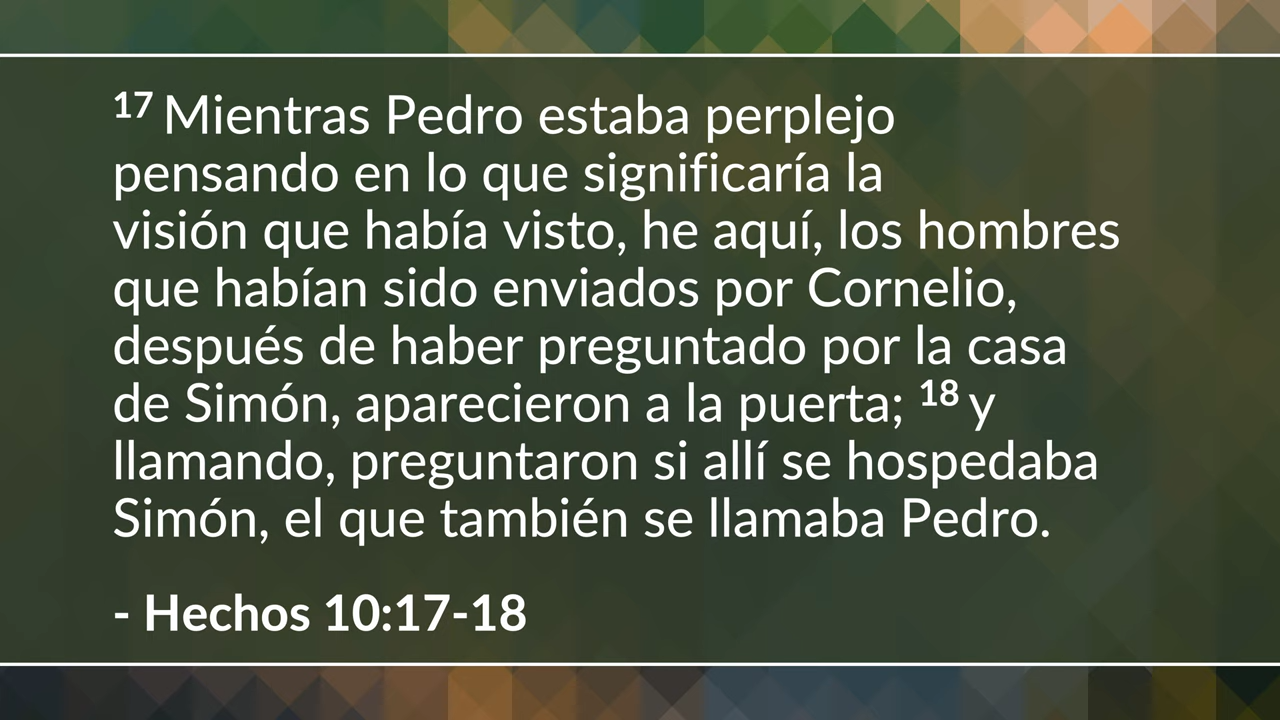 17 Mientras Pedro estaba perplejo
pensando en lo que significaría la
visión que había visto, he aquí, los hombres
que habían sido enviados por Cornelio,
después de haber preguntado por la casa
de Simón, aparecieron a la puerta; 18 y
llamando, preguntaron si allí se hospedaba
Simón, el que también se llamaba Pedro.
- Hechos 10:17-18